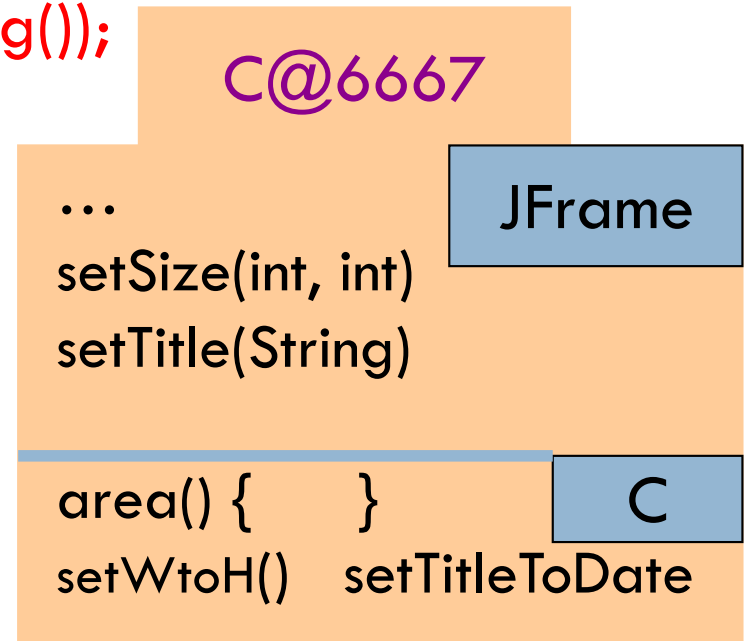 g());
C@6667
… JFrame
setSize(int, int)
setTitle(String)
area() { } C
setWtoH() setTitleToDate